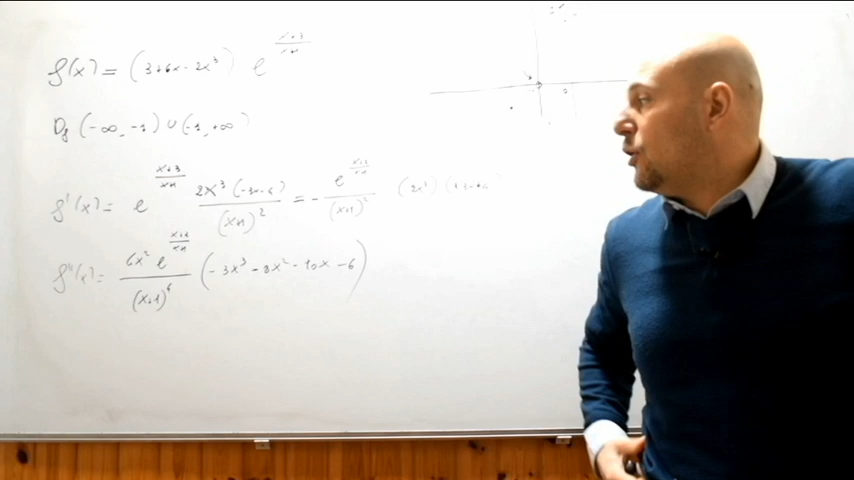 f(x) = (3+6x-2x³) e^((x+3)/(x+1))
Df (-∞, -1) ∪ (-1, +∞)
f'(x) = e^((x+3)/(x+1)) 2x³(-3x-4)/(x+1)² = - e^((x+3)/(x+1))/(x+1)² (2x³)
f''(x) = 6x² e^((x+3)/(x+1))/(x+1)⁴ (-3x³ - 8x² - 10x - 6)